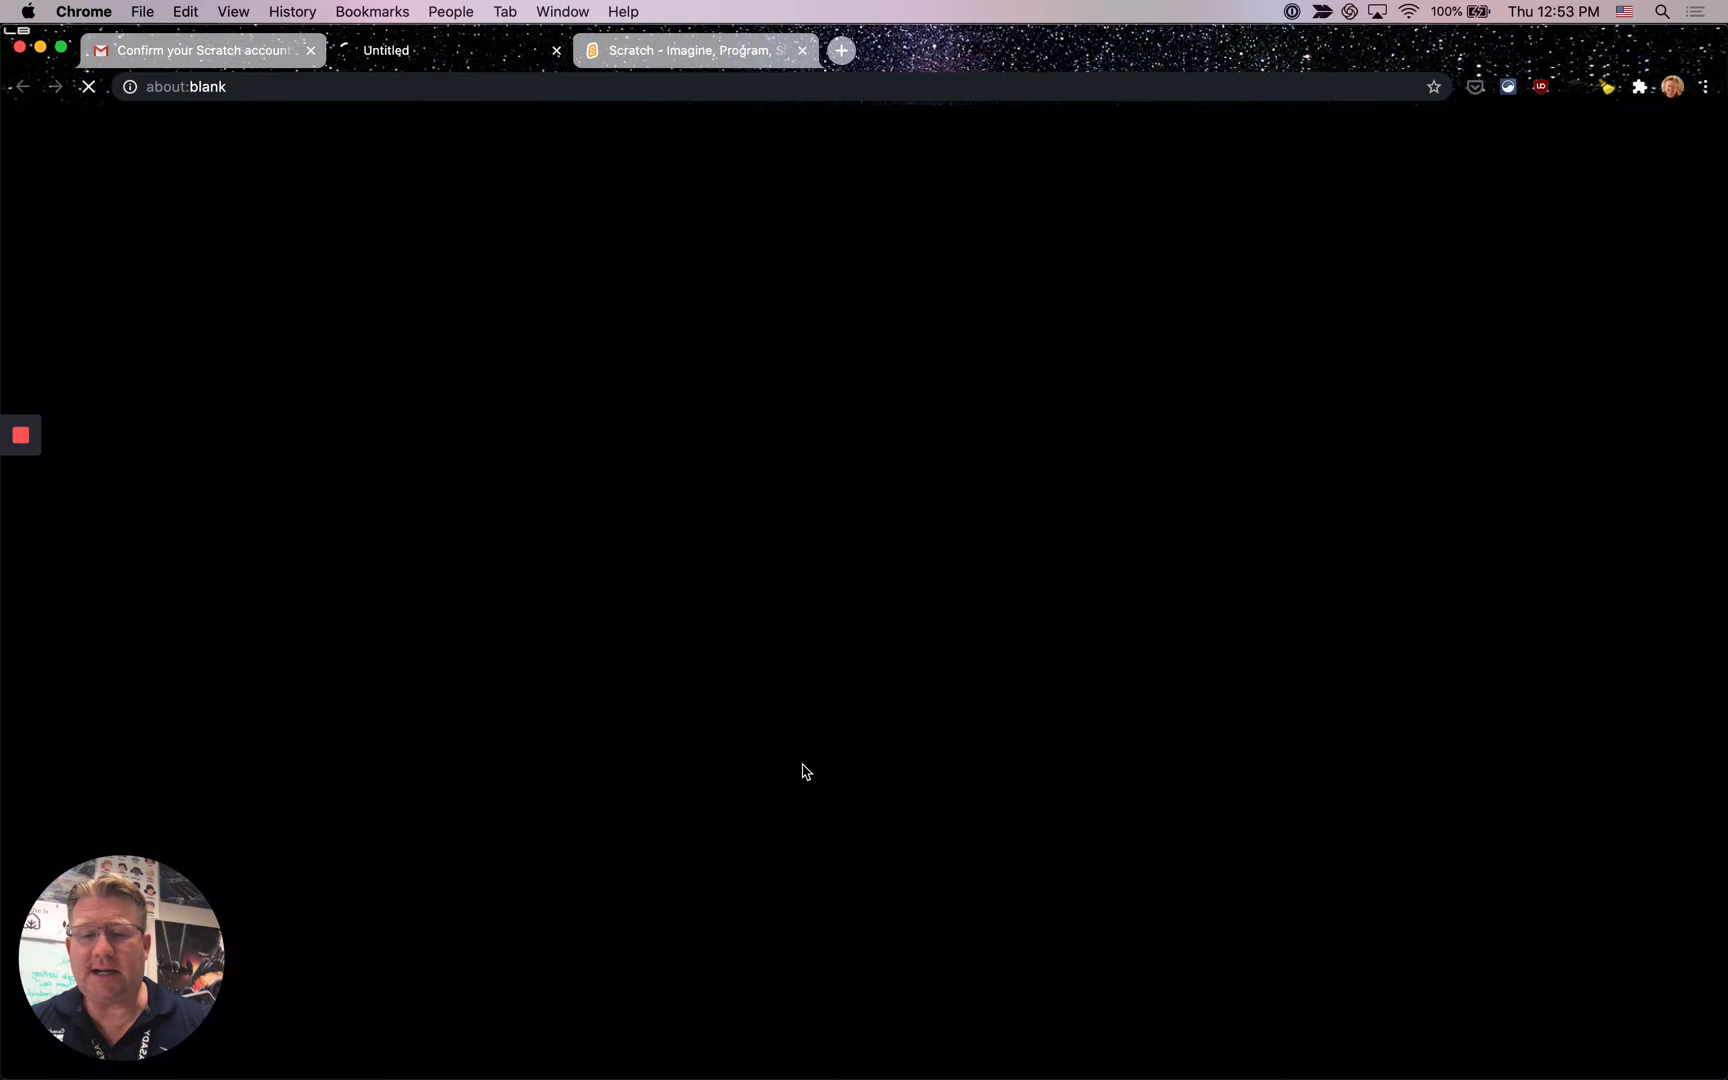 Chrome File Edit View History Bookmarks People Tab Window Help 100% Thu 12:53 PM
Confirm your Scratch account Untitled Scratch - Imagine, Program, S
about:blank